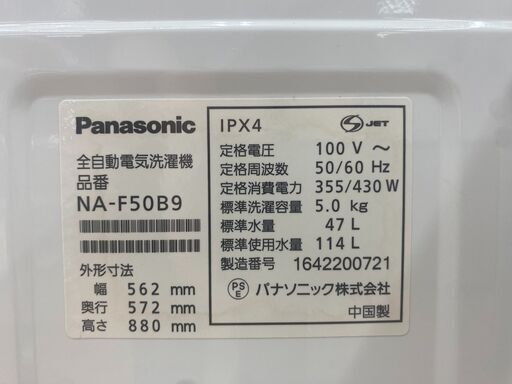 Panasonic
全自動電気洗濯機
品番
NA-F50B9
外形寸法
幅 562 mm
奥行 572 mm
高さ 880 mm
IPX4
S JET
定格電圧 100 V ～
定格周波数 50/60 Hz
定格消費電力 355/430 W
標準洗濯容量 5.0 kg
標準水量 47 L
標準使用水量 114 L
製造番号 1642200721
PS E パナソニック株式会社
中国製